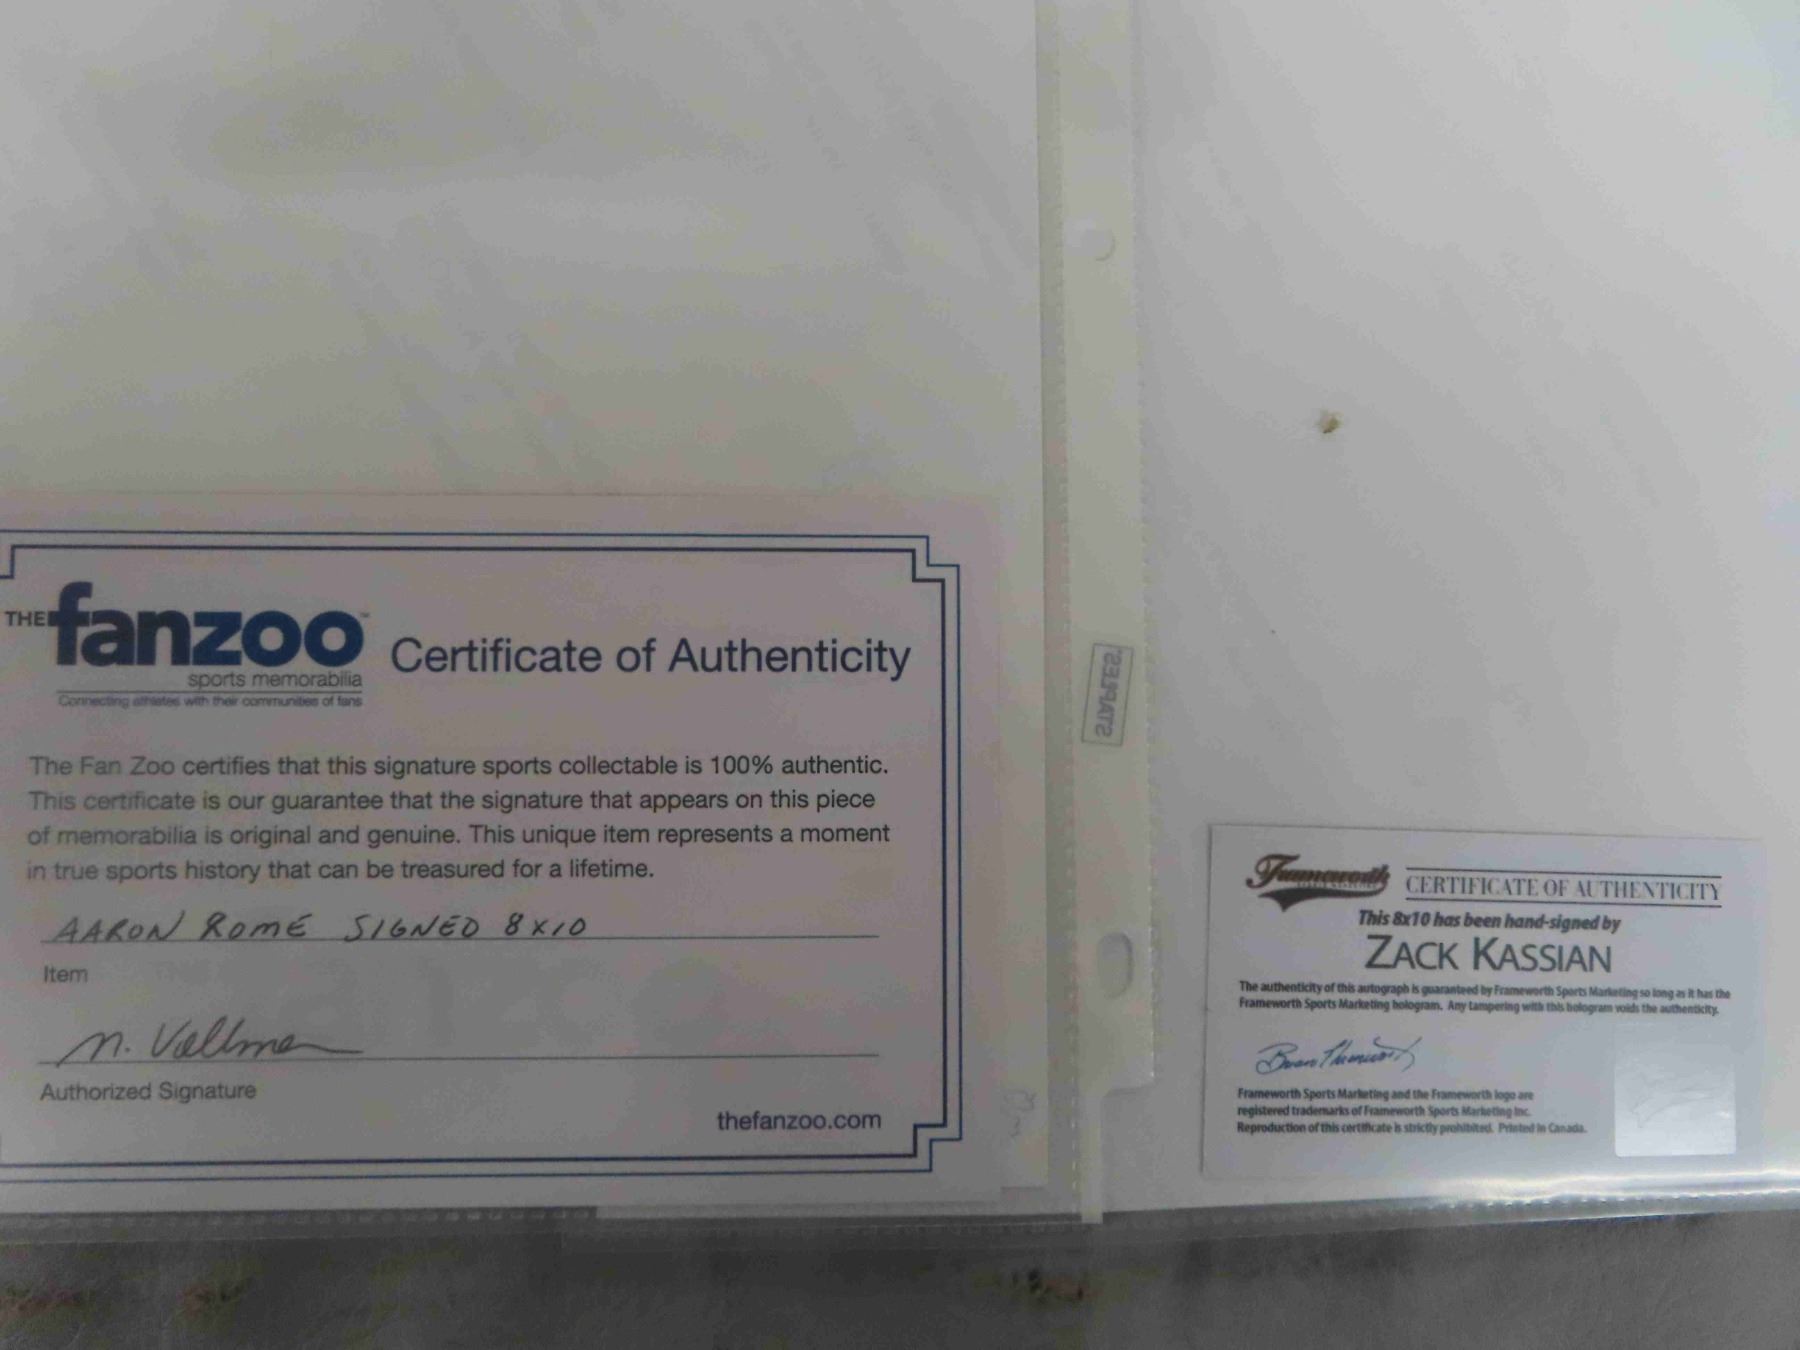 THE fanzoo™
sports memorabilia
Connecting athletes with their communities of fans
Certificate of Authenticity
The Fan Zoo certifies that this signature sports collectable is 100% authentic.
This certificate is our guarantee that the signature that appears on this piece
of memorabilia is original and genuine. This unique item represents a moment
in true sports history that can be treasured for a lifetime.
AARON ROME SIGNED 8X10
Item
N. Vollman
Authorized Signature
thefanzoo.com
STAPLES
Frameworth
CERTIFICATE OF AUTHENTICITY
This 8x10 has been hand-signed by
ZACK KASSIAN
The authenticity of this autograph is guaranteed by Frameworth Sports Marketing so long as it has the
Frameworth Sports Marketing hologram. Any tampering with this hologram voids the authenticity.
Frameworth Sports Marketing and the Frameworth logo are
registered trademarks of Frameworth Sports Marketing Inc.
Reproduction of this certificate is strictly prohibited. Printed in Canada.